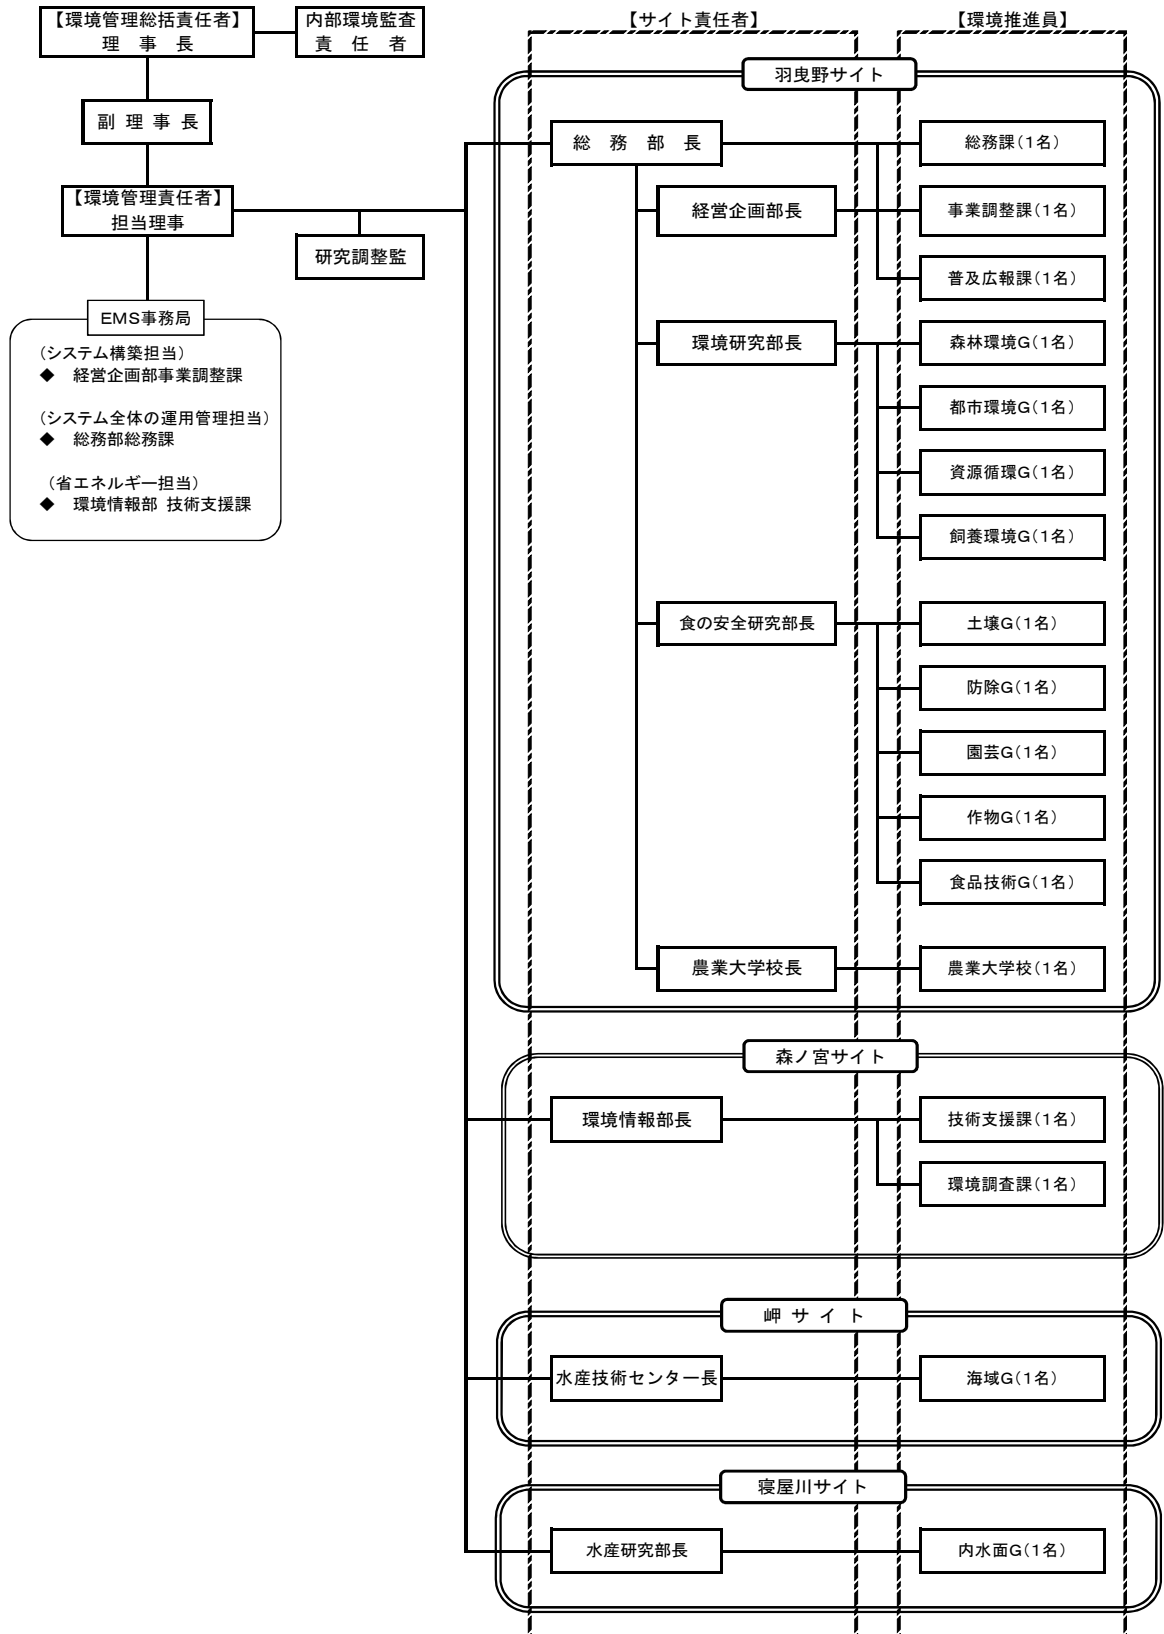 【環境管理総括責任者】
理　事　長
内部環境監査
責　任　者
副 理 事 長
【環境管理責任者】
担当理事
研究調整監
EMS事務局
(システム構築担当)
◆　経営企画部事業調整課
(システム全体の運用管理担当)
◆　総務部総務課
(省エネルギー担当)
◆　環境情報部 技術支援課
【サイト責任者】
【環境推進員】
羽曳野サイト
総　務　部　長
総務課(1名)
経営企画部長
事業調整課(1名)
普及広報課(1名)
環境研究部長
森林環境G(1名)
都市環境G(1名)
資源循環G(1名)
飼養環境G(1名)
食の安全研究部長
土壌G(1名)
防除G(1名)
園芸G(1名)
作物G(1名)
食品技術G(1名)
農業大学校長
農業大学校(1名)
森ノ宮サイト
環境情報部長
技術支援課(1名)
環境調査課(1名)
岬 サ イ ト
水産技術センター長
海域G(1名)
寝屋川サイト
水産研究部長
内水面G(1名)